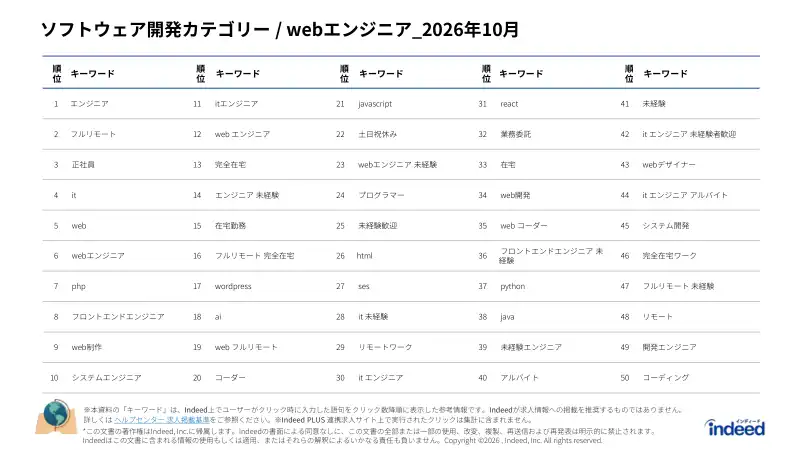 ソフトウェア開発カテゴリー / webエンジニア_2026年10月
順位 キーワード 順位 キーワード 順位 キーワード 順位 キーワード 順位 キーワード
1 エンジニア 11 itエンジニア 21 javascript 31 react 41 未経験
2 フルリモート 12 web エンジニア 22 土日祝休み 32 業務委託 42 it エンジニア 未経験者歓迎
3 正社員 13 完全在宅 23 webエンジニア 未経験 33 在宅 43 webデザイナー
4 it 14 エンジニア 未経験 24 プログラマー 34 web開発 44 it エンジニア アルバイト
5 web 15 在宅勤務 25 未経験歓迎 35 web コーダー 45 システム開発
6 webエンジニア 16 フルリモート 完全在宅 26 html 36 フロントエンドエンジニア 未経験 46 完全在宅ワーク
7 php 17 wordpress 27 ses 37 python 47 フルリモート 未経験
8 フロントエンドエンジニア 18 ai 28 it 未経験 38 java 48 リモート
9 web制作 19 web フルリモート 29 リモートワーク 39 未経験エンジニア 49 開発エンジニア
10 システムエンジニア 20 コーダー 30 it エンジニア 40 アルバイト 50 コーディング
※本資料の「キーワード」は、Indeed上でユーザーがクリック時に入力した語句をクリック数降順に表示した参考情報です。Indeedが求人情報への掲載を推奨するものではありません。
詳しくは ヘルプセンター 求人掲載基準をご参照ください。※Indeed PLUS 連携求人サイト上で実行されたクリックは集計に含まれません。
*この文書の著作権はIndeed, Inc.に帰属します。Indeedの書面による同意なしに、この文書の全部または一部の使用、改変、複製、再送信および再発表は明示的に禁止されます。
Indeedはこの文書に含まれる情報の使用もしくは適用、またはそれらの解釈によるいかなる責任も負いません。Copyright ©2026 , Indeed, Inc. All rights reserved.
インディード
indeed